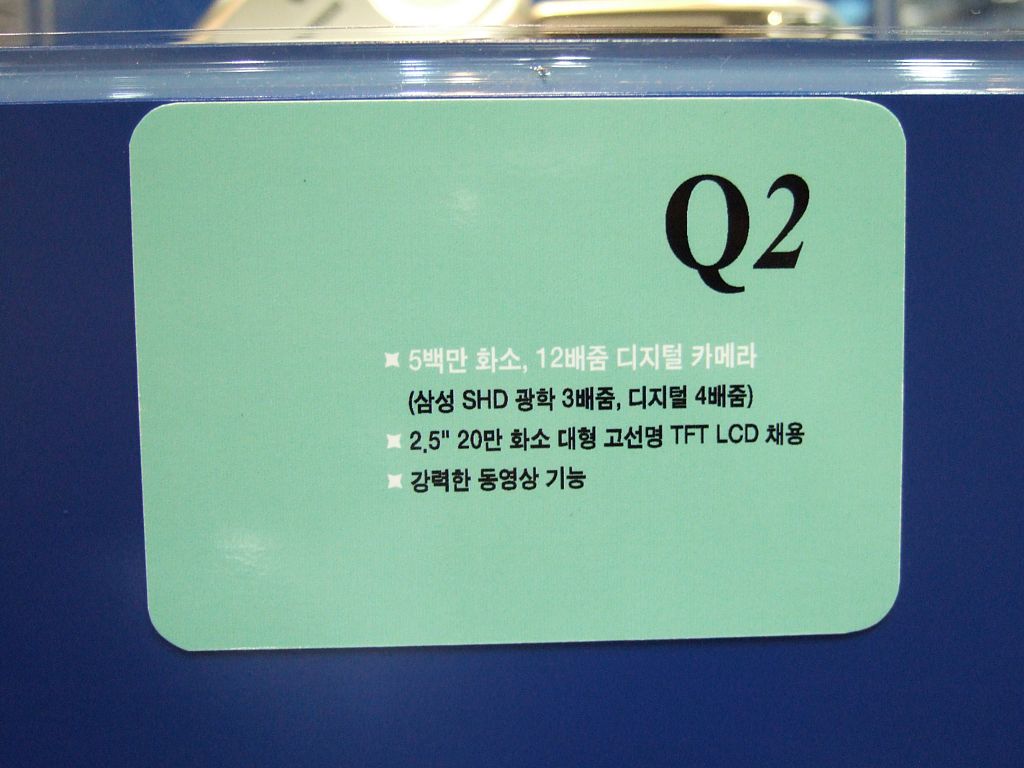 Q2
5백만 화소, 12배줌 디지털 카메라
(삼성 SHD 광학 3배줌, 디지털 4배줌)
2.5" 20만 화소 대형 고선명 TFT LCD 채용
강력한 동영상 기능